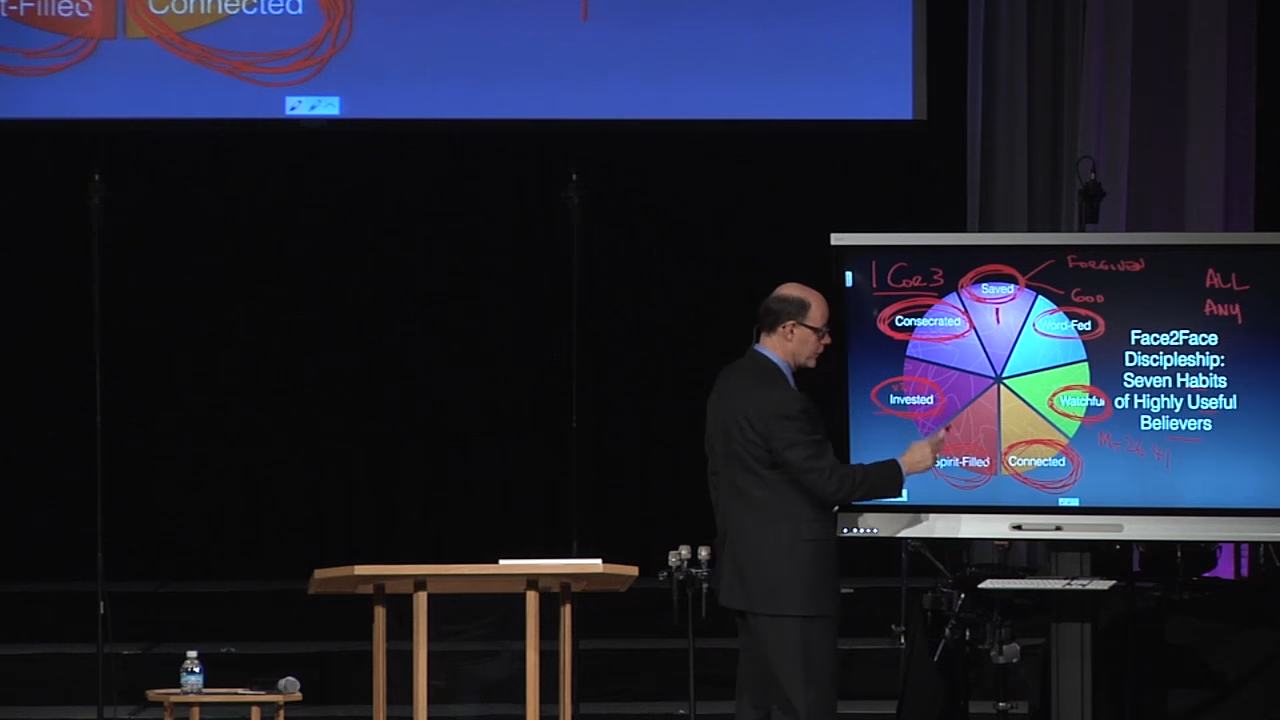 t-Filled
Connected
1 Cor 3
Saved
FORGIVEN
GOD
ALL
ANY
Consecrated
Word-Fed
Face2Face
Discipleship:
Seven Habits
of Highly Useful
Believers
Invested
Watchful
Spirit-Filled
Connected